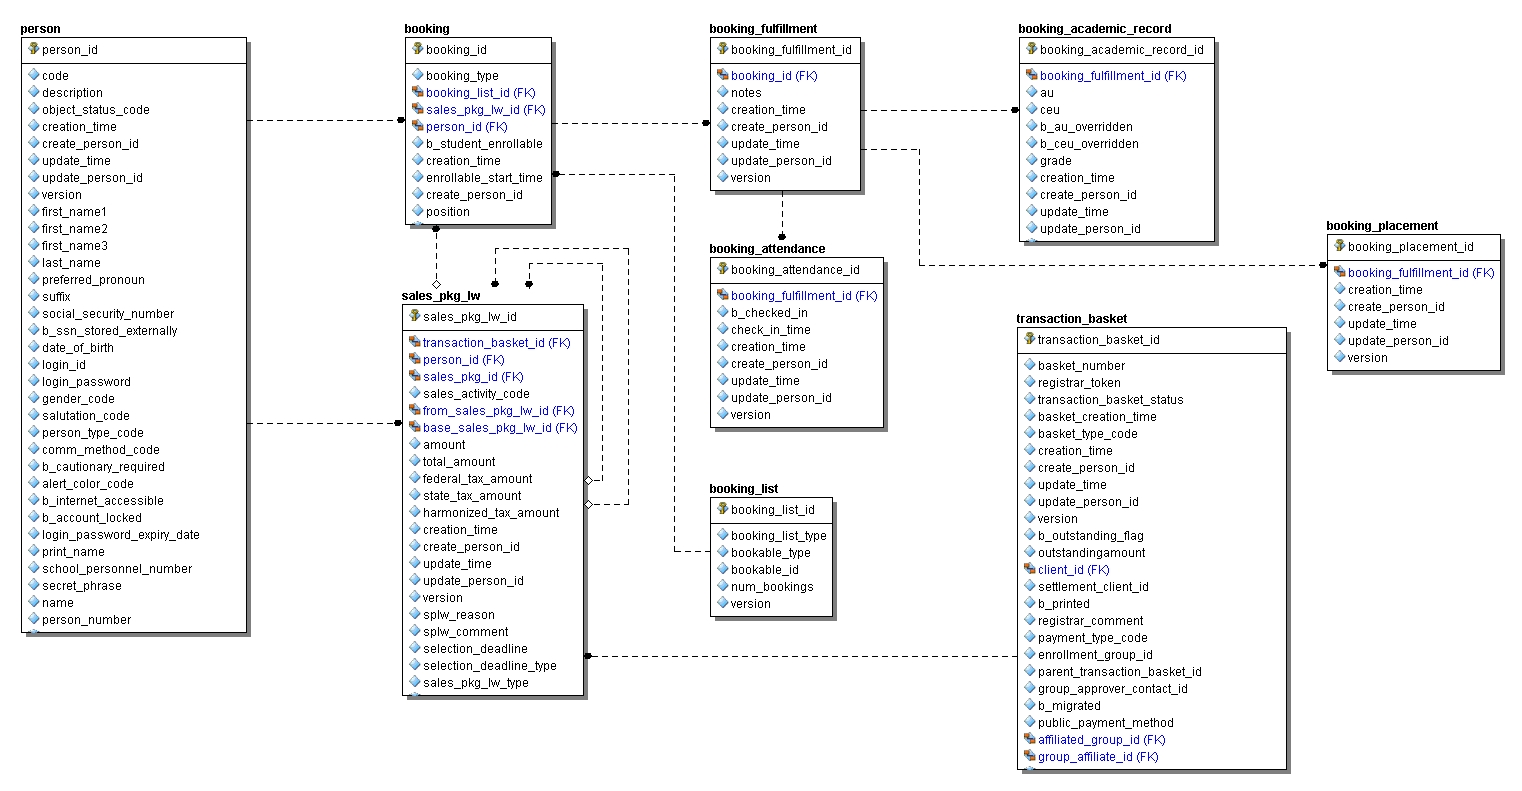 person
person_id
code
description
object_status_code
creation_time
create_person_id
update_time
update_person_id
version
first_name1
first_name2
first_name3
last_name
preferred_pronoun
suffix
social_security_number
b_ssn_stored_externally
date_of_birth
login_id
login_password
gender_code
salutation_code
person_type_code
comm_method_code
b_cautionary_required
alert_color_code
b_internet_accessible
b_account_locked
login_password_expiry_date
print_name
school_personnel_number
secret_phrase
name
person_number
booking
booking_id
booking_type
booking_list_id (FK)
sales_pkg_lw_id (FK)
person_id (FK)
b_student_enrollable
creation_time
enrollable_start_time
create_person_id
position
sales_pkg_lw
sales_pkg_lw_id
transaction_basket_id (FK)
person_id (FK)
sales_pkg_id (FK)
sales_activity_code
from_sales_pkg_lw_id (FK)
base_sales_pkg_lw_id (FK)
amount
total_amount
federal_tax_amount
state_tax_amount
harmonized_tax_amount
creation_time
create_person_id
update_time
update_person_id
version
splw_reason
splw_comment
selection_deadline
selection_deadline_type
sales_pkg_lw_type
booking_fulfillment
booking_fulfillment_id
booking_id (FK)
notes
creation_time
create_person_id
update_time
update_person_id
version
booking_attendance
booking_attendance_id
booking_fulfillment_id (FK)
b_checked_in
check_in_time
creation_time
create_person_id
update_time
update_person_id
version
booking_list
booking_list_id
booking_list_type
bookable_type
bookable_id
num_bookings
version
booking_academic_record
booking_academic_record_id
booking_fulfillment_id (FK)
au
ceu
b_au_overridden
b_ceu_overridden
grade
creation_time
create_person_id
update_time
update_person_id
transaction_basket
transaction_basket_id
basket_number
registrar_token
transaction_basket_status
basket_creation_time
basket_type_code
creation_time
create_person_id
update_time
update_person_id
version
b_outstanding_flag
outstandingamount
client_id (FK)
settlement_client_id
b_printed
registrar_comment
payment_type_code
enrollment_group_id
parent_transaction_basket_id
group_approver_contact_id
b_migrated
public_payment_method
affiliated_group_id (FK)
group_affiliate_id (FK)
booking_placement
booking_placement_id
booking_fulfillment_id (FK)
creation_time
create_person_id
update_time
update_person_id
version